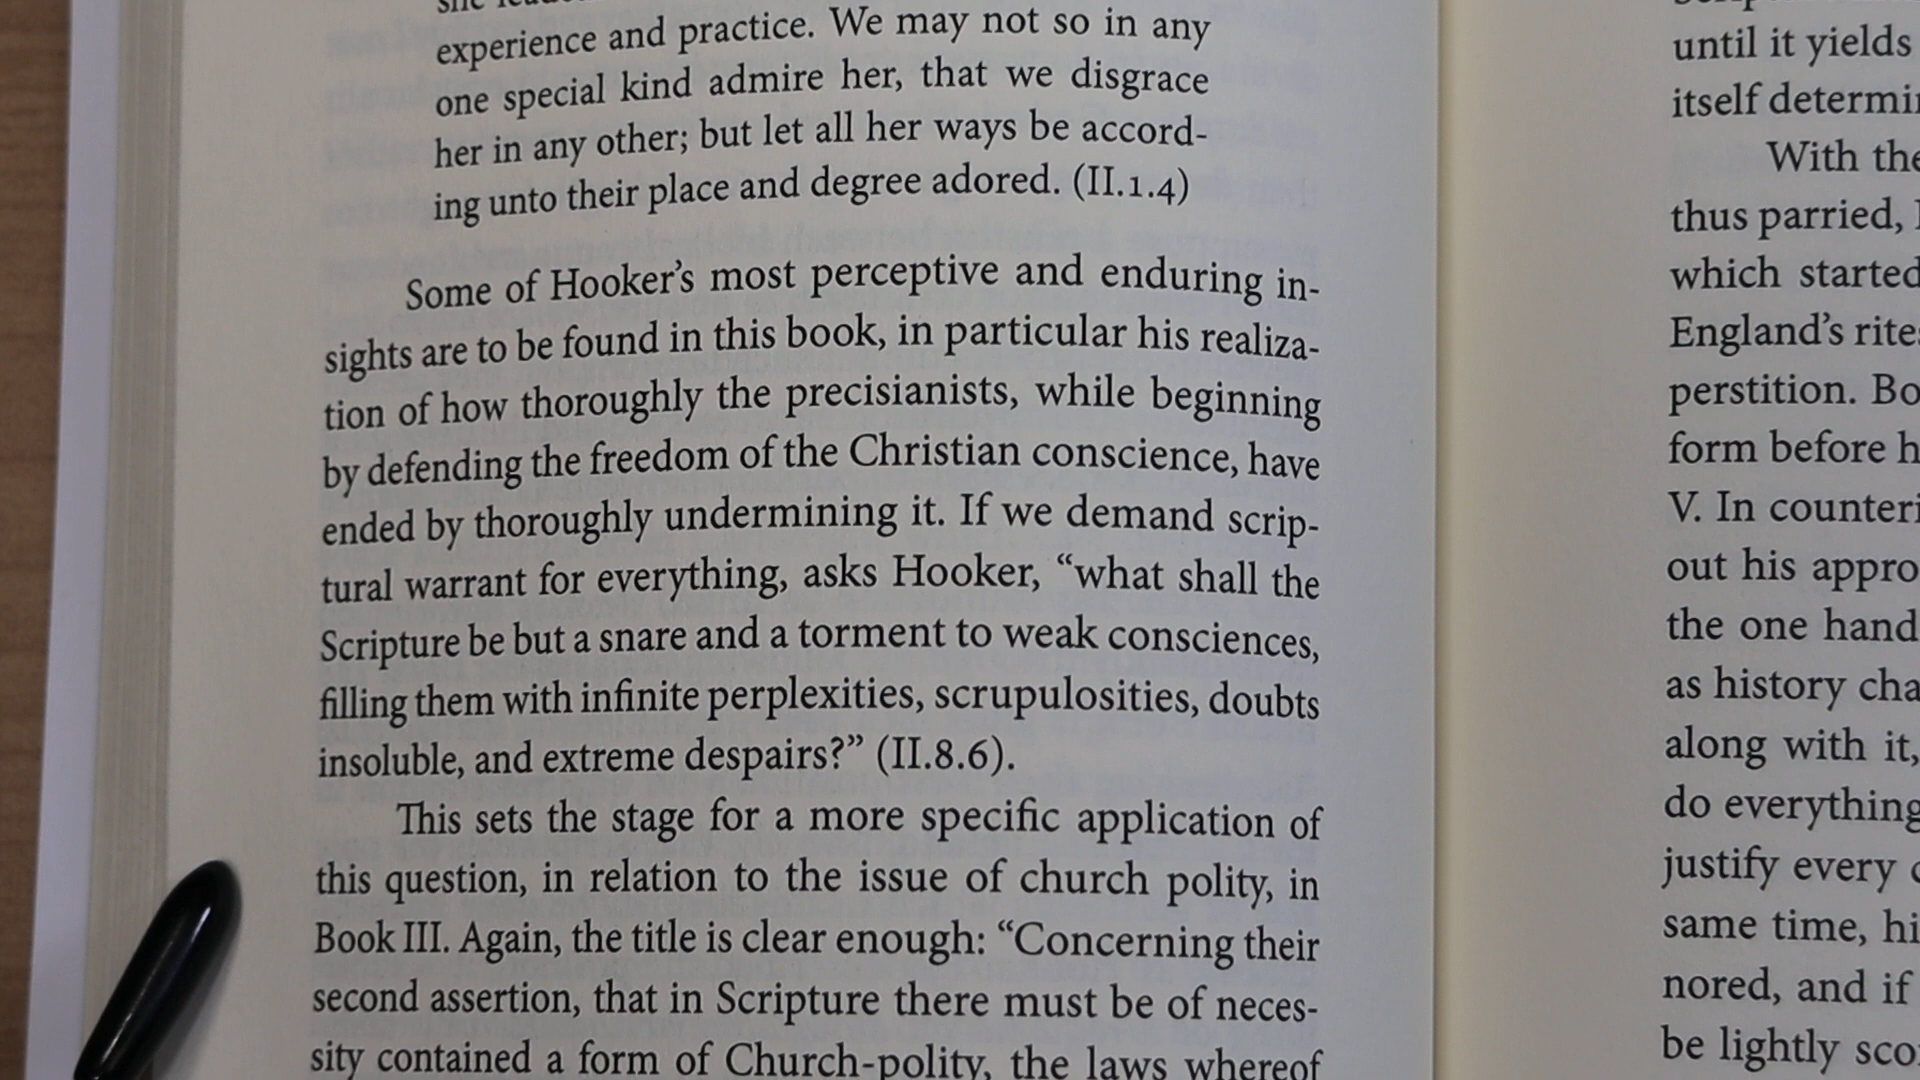 experience and practice. We may not so in any
one special kind admire her, that we disgrace
her in any other; but let all her ways be accord-
ing unto their place and degree adored. (II.1.4)
Some of Hooker’s most perceptive and enduring in-
sights are to be found in this book, in particular his realiza-
tion of how thoroughly the precisianists, while beginning
by defending the freedom of the Christian conscience, have
ended by thoroughly undermining it. If we demand scrip-
tural warrant for everything, asks Hooker, “what shall the
Scripture be but a snare and a torment to weak consciences,
filling them with infinite perplexities, scrupulosities, doubts
insoluble, and extreme despairs?” (II.8.6).
This sets the stage for a more specific application of
this question, in relation to the issue of church polity, in
Book III. Again, the title is clear enough: “Concerning their
second assertion, that in Scripture there must be of neces-
sity contained a form of Church-polity, the laws whereof
until it yields
itself
With the
thus parried,
which started
England’s
perstition.
form before
V. In
out his
the one hand
as history
along with it,
do everything
justify every
same time,
nored, and if
be lightly